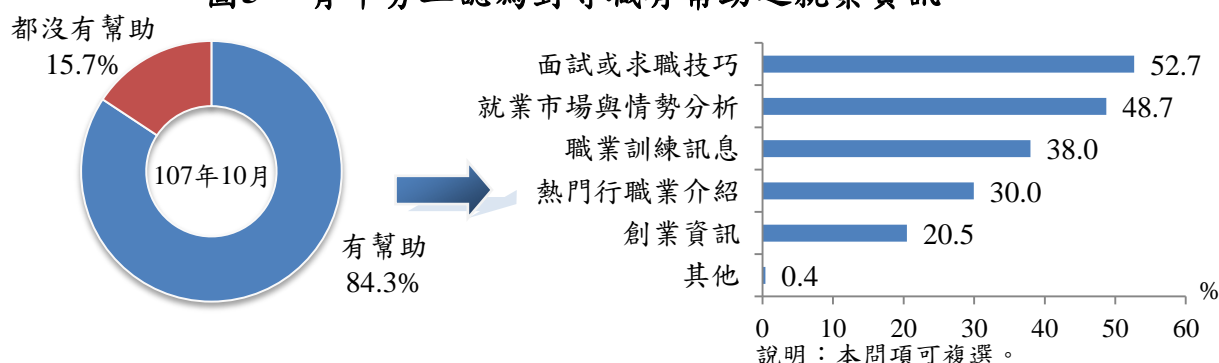 都沒有幫助
15.7%
107年10月
有幫助
84.3%
面試或求職技巧 52.7
就業市場與情勢分析 48.7
職業訓練訊息 38.0
熱門行職業介紹 30.0
創業資訊 20.5
其他 0.4
%
0 10 20 30 40 50 60
說明：本問項可複選。